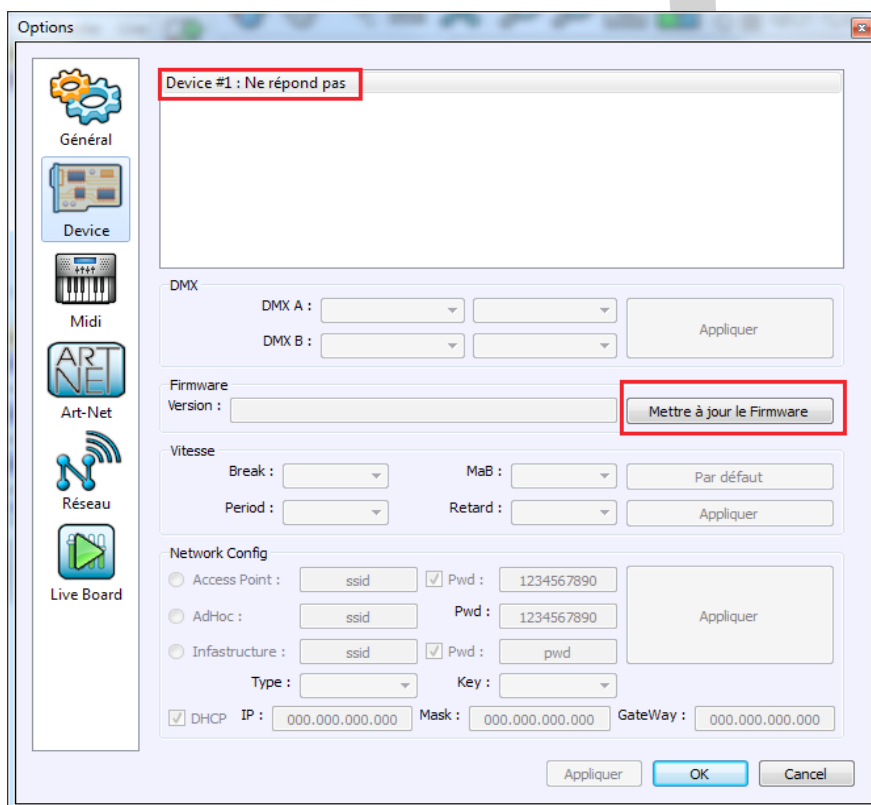 Options
Général
Device
Midi
ART
NET
Art-Net
Réseau
Live Board
Device #1 : Ne répond pas
DMX
DMX A :
DMX B :
Appliquer
Firmware
Version :
Mettre à jour le Firmware
Vitesse
Break :
MaB :
Par défaut
Period :
Retard :
Appliquer
Network Config
Access Point : ssid Pwd : 1234567890
AdHoc : ssid Pwd : 1234567890
Appliquer
Infastructure : ssid Pwd : pwd
Type : Key :
DHCP IP : 000.000.000.000 Mask : 000.000.000.000 GateWay : 000.000.000.000
Appliquer OK Cancel